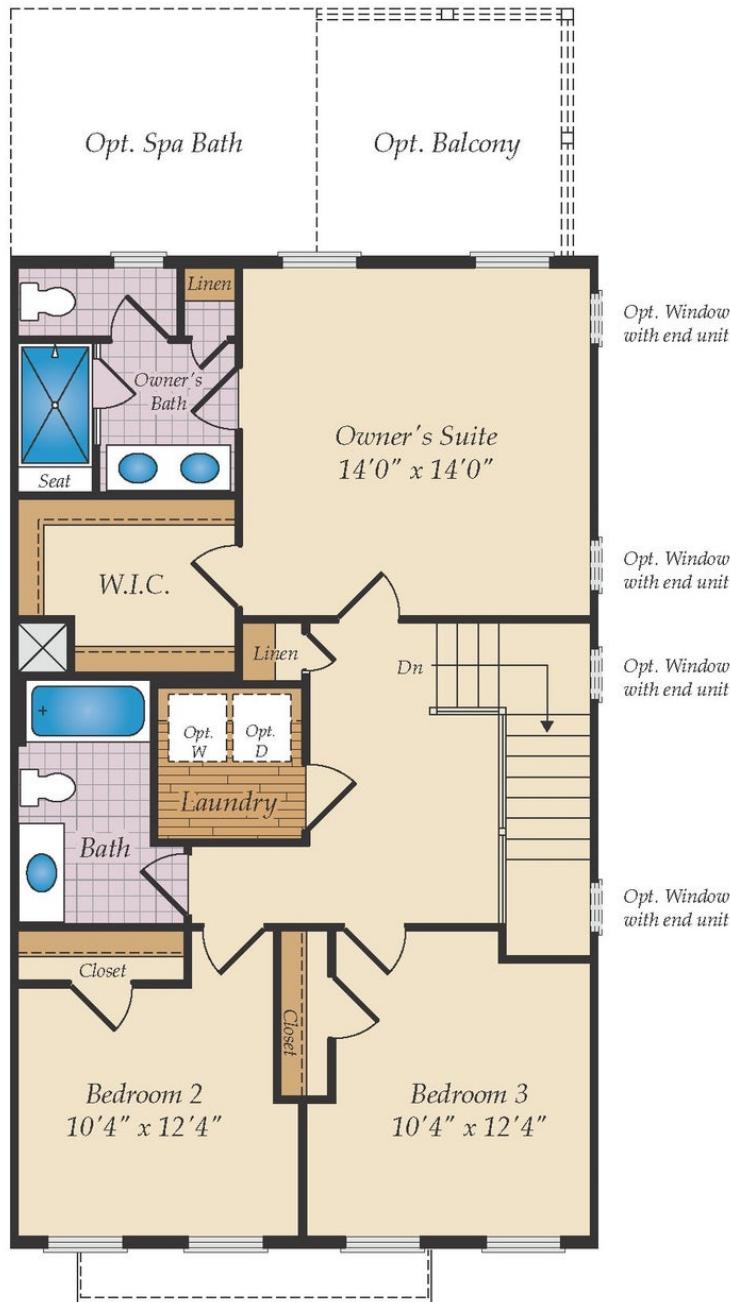 Opt. Spa Bath
Opt. Balcony
Linen
Opt. Window
with end unit
Owner's
Bath
Owner's Suite
14'0" x 14'0"
Seat
Opt. Window
with end unit
W.I.C.
Linen
Dn
Opt. Window
with end unit
Opt.
W
Opt.
D
Laundry
Bath
Opt. Window
with end unit
Closet
Closet
Bedroom 2
10'4" x 12'4"
Bedroom 3
10'4" x 12'4"